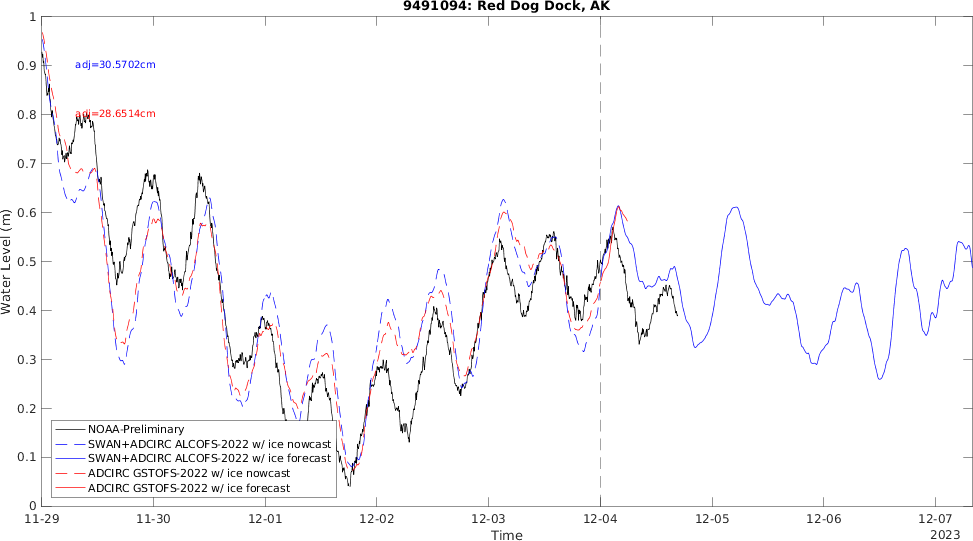 9491094: Red Dog Dock, AK
1
0.9
0.8
0.7
0.6
0.5
0.4
0.3
0.2
0.1
0
Water Level (m)
adj=30.5702cm
adj=28.6514cm
NOAA-Preliminary
SWAN+ADCIRC ALCOFS-2022 w/ ice nowcast
SWAN+ADCIRC ALCOFS-2022 w/ ice forecast
ADCIRC GSTOFS-2022 w/ ice nowcast
ADCIRC GSTOFS-2022 w/ ice forecast
11-29 11-30 12-01 12-02 12-03 12-04 12-05 12-06 12-07
Time
2023